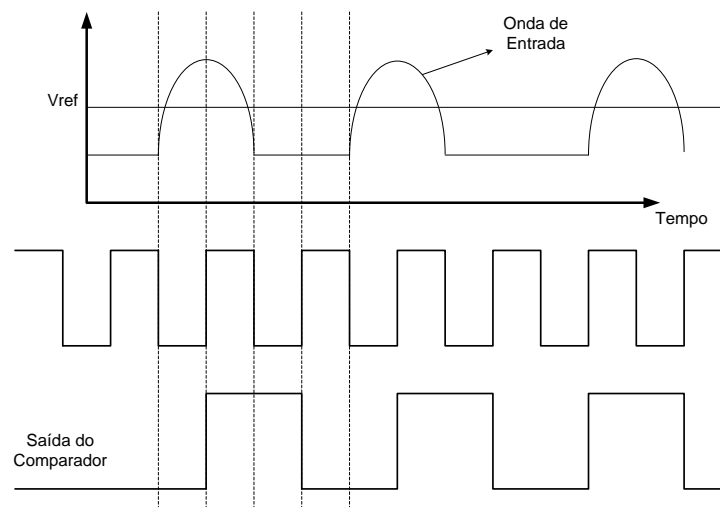 Onda de
Entrada
Vref
Tempo
Saída do
Comparador